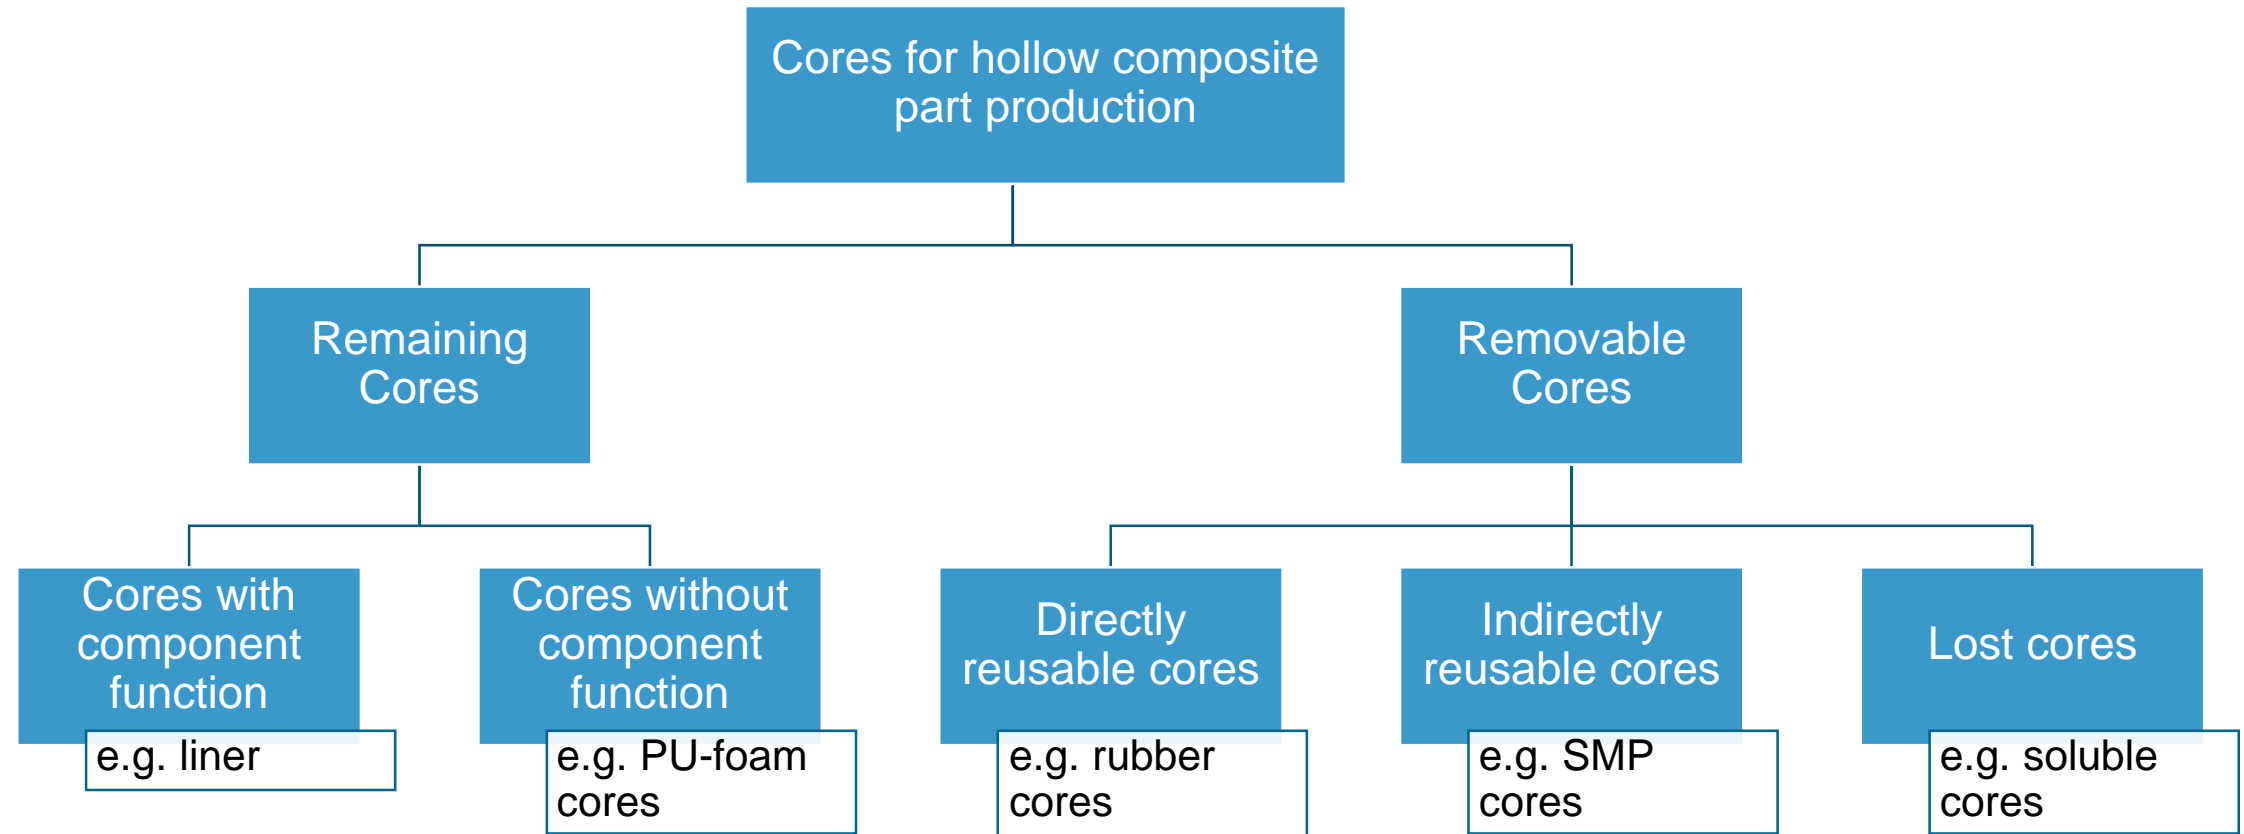 Cores for hollow composite
part production
Remaining
Cores
Removable
Cores
Cores with
component
function
e.g. liner
Cores without
component
function
e.g. PU-foam
cores
Directly
reusable cores
e.g. rubber
cores
Indirectly
reusable cores
e.g. SMP
cores
Lost cores
e.g. soluble
cores